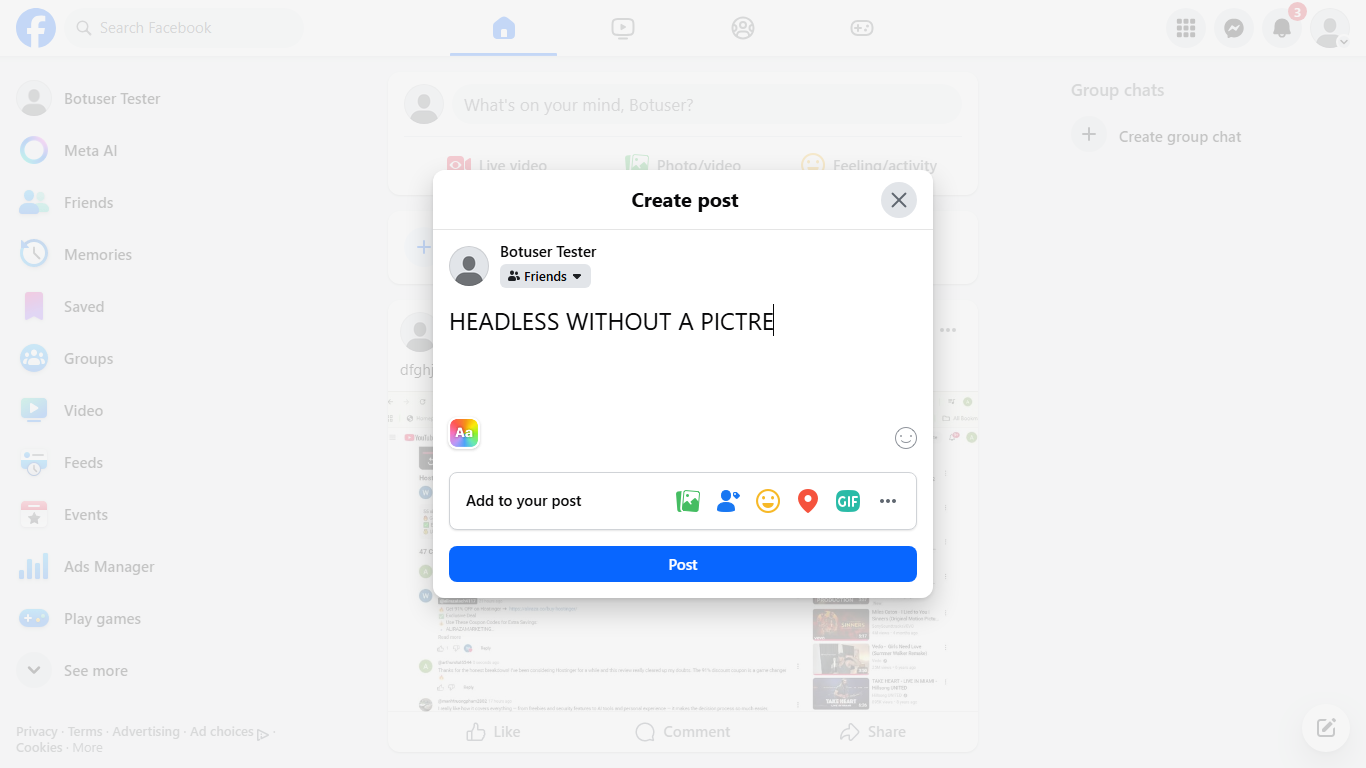 Search Facebook
3
Botuser Tester
Meta AI
Friends
Memories
Saved
Groups
Video
Feeds
Events
Ads Manager
Play games
See more
Privacy · Terms · Advertising · Ad choices ·
Cookies · More
What's on your mind, Botuser?
Live video
Photo/video
Feeling/activity
Create post
Botuser Tester
Friends
HEADLESS WITHOUT A PICTRE
Aa
Add to your post
GIF
Post
dfghj
Like
Comment
Share
Group chats
Create group chat